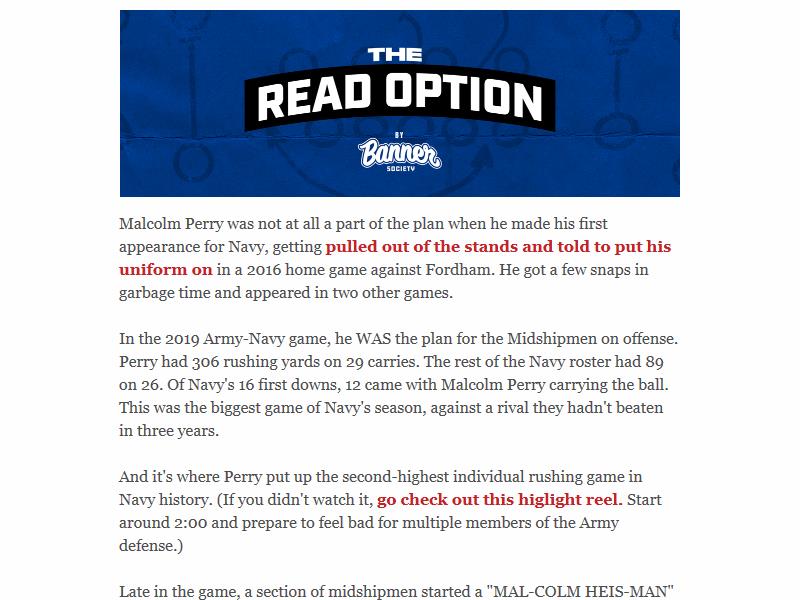 THE
READ OPTION
BY
Banner
SOCIETY
Malcolm Perry was not at all a part of the plan when he made his first
appearance for Navy, getting pulled out of the stands and told to put his
uniform on in a 2016 home game against Fordham. He got a few snaps in
garbage time and appeared in two other games.
In the 2019 Army-Navy game, he WAS the plan for the Midshipmen on offense.
Perry had 306 rushing yards on 29 carries. The rest of the Navy roster had 89
on 26. Of Navy's 16 first downs, 12 came with Malcolm Perry carrying the ball.
This was the biggest game of Navy's season, against a rival they hadn't beaten
in three years.
And it's where Perry put up the second-highest individual rushing game in
Navy history. (If you didn't watch it, go check out this higlight reel. Start
around 2:00 and prepare to feel bad for multiple members of the Army
defense.)
Late in the game, a section of midshipmen started a "MAL-COLM HEIS-MAN"